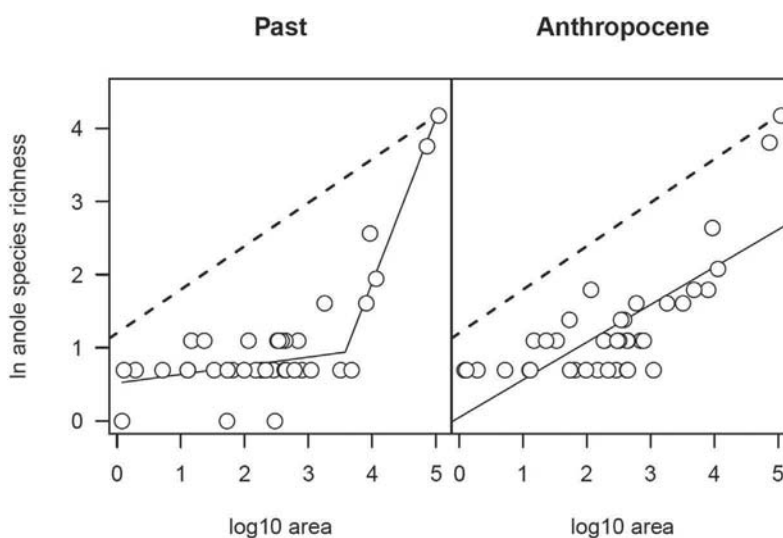 Past
Anthropocene
ln anole species richness
4
3
2
1
0
0 1 2 3 4 5
0 1 2 3 4 5
log10 area
log10 area